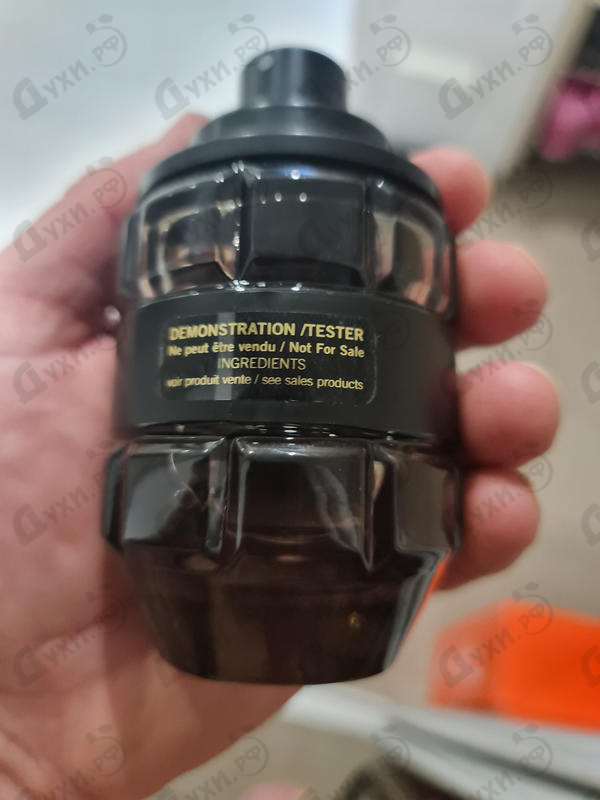 DEMONSTRATION /TESTER
Ne peut être vendu / Not For Sale
INGREDIENTS
voir produit vente / see sales products
Духи.рф